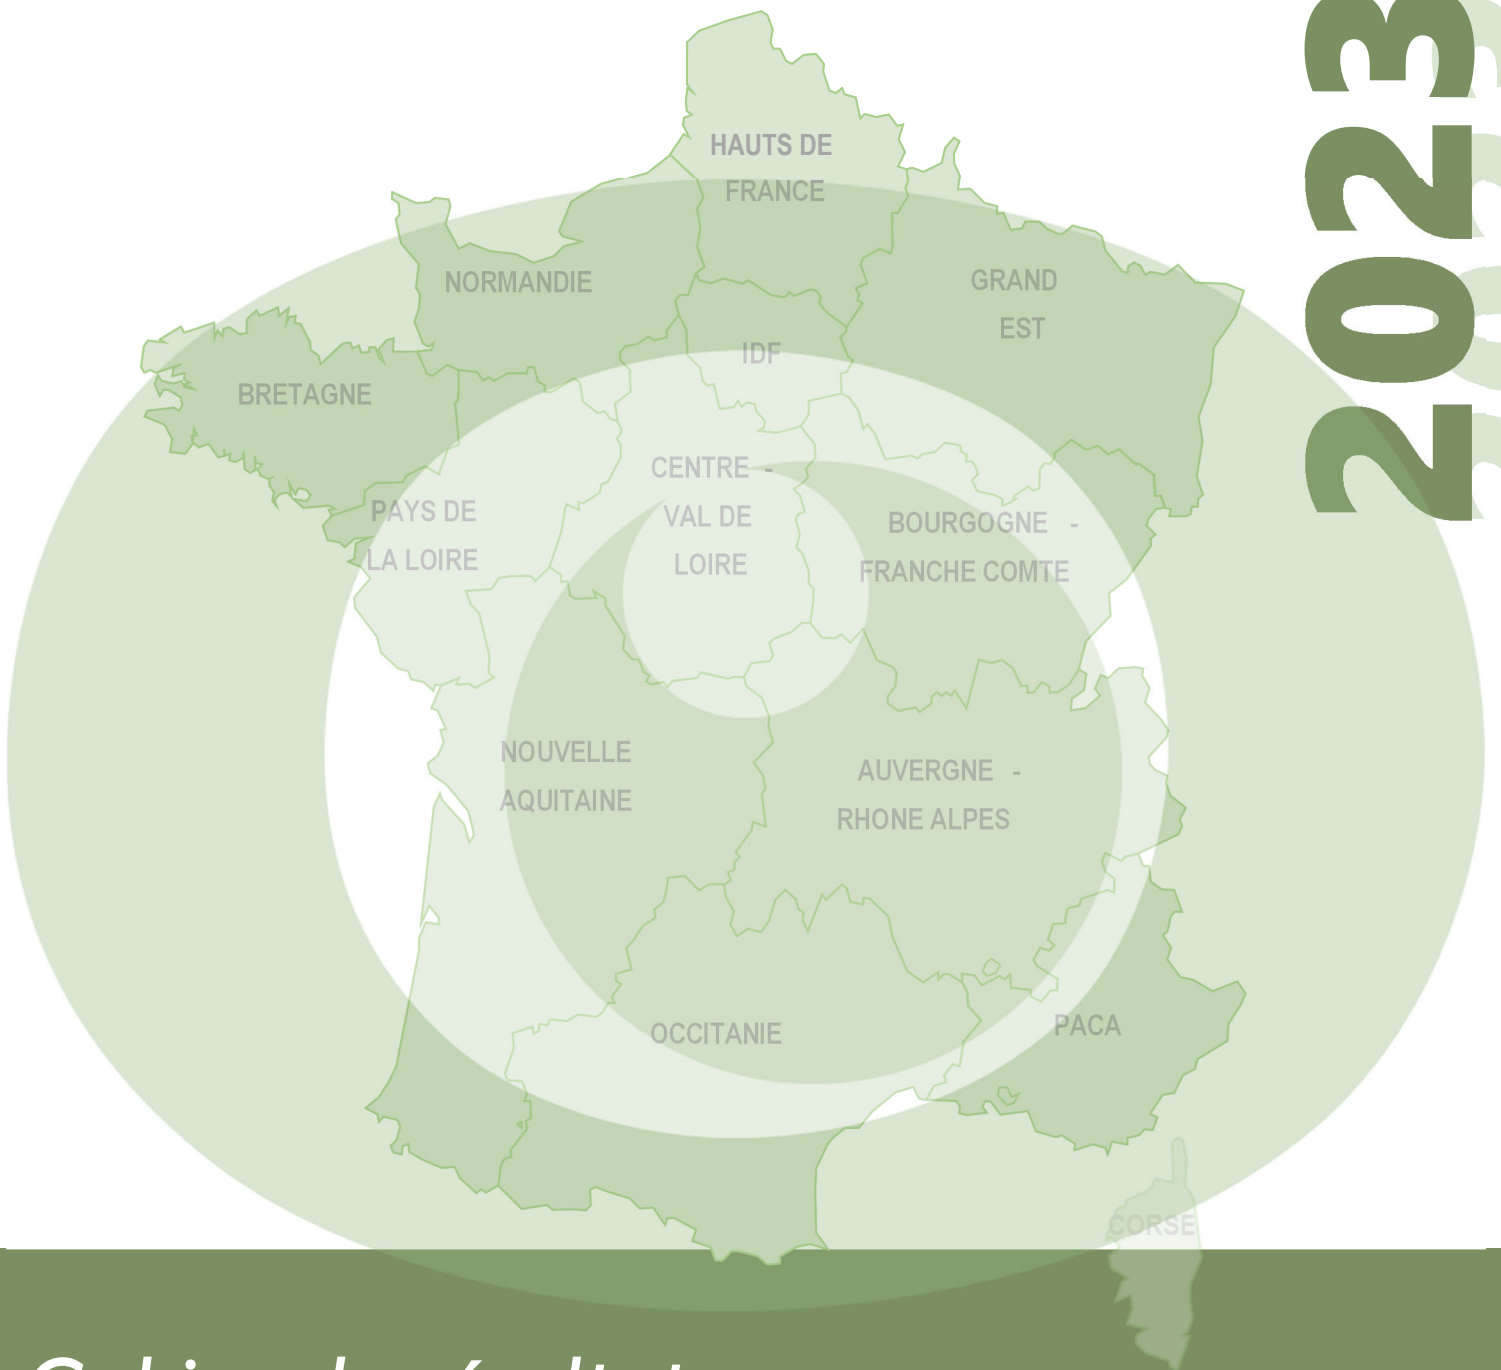 2023
HAUTS DE
FRANCE
NORMANDIE
GRAND
EST
IDF
BRETAGNE
CENTRE -
VAL DE
LOIRE
PAYS DE
LA LOIRE
BOURGOGNE -
FRANCHE COMTE
NOUVELLE
AQUITAINE
AUVERGNE -
RHONE ALPES
OCCITANIE
PACA
CORSE